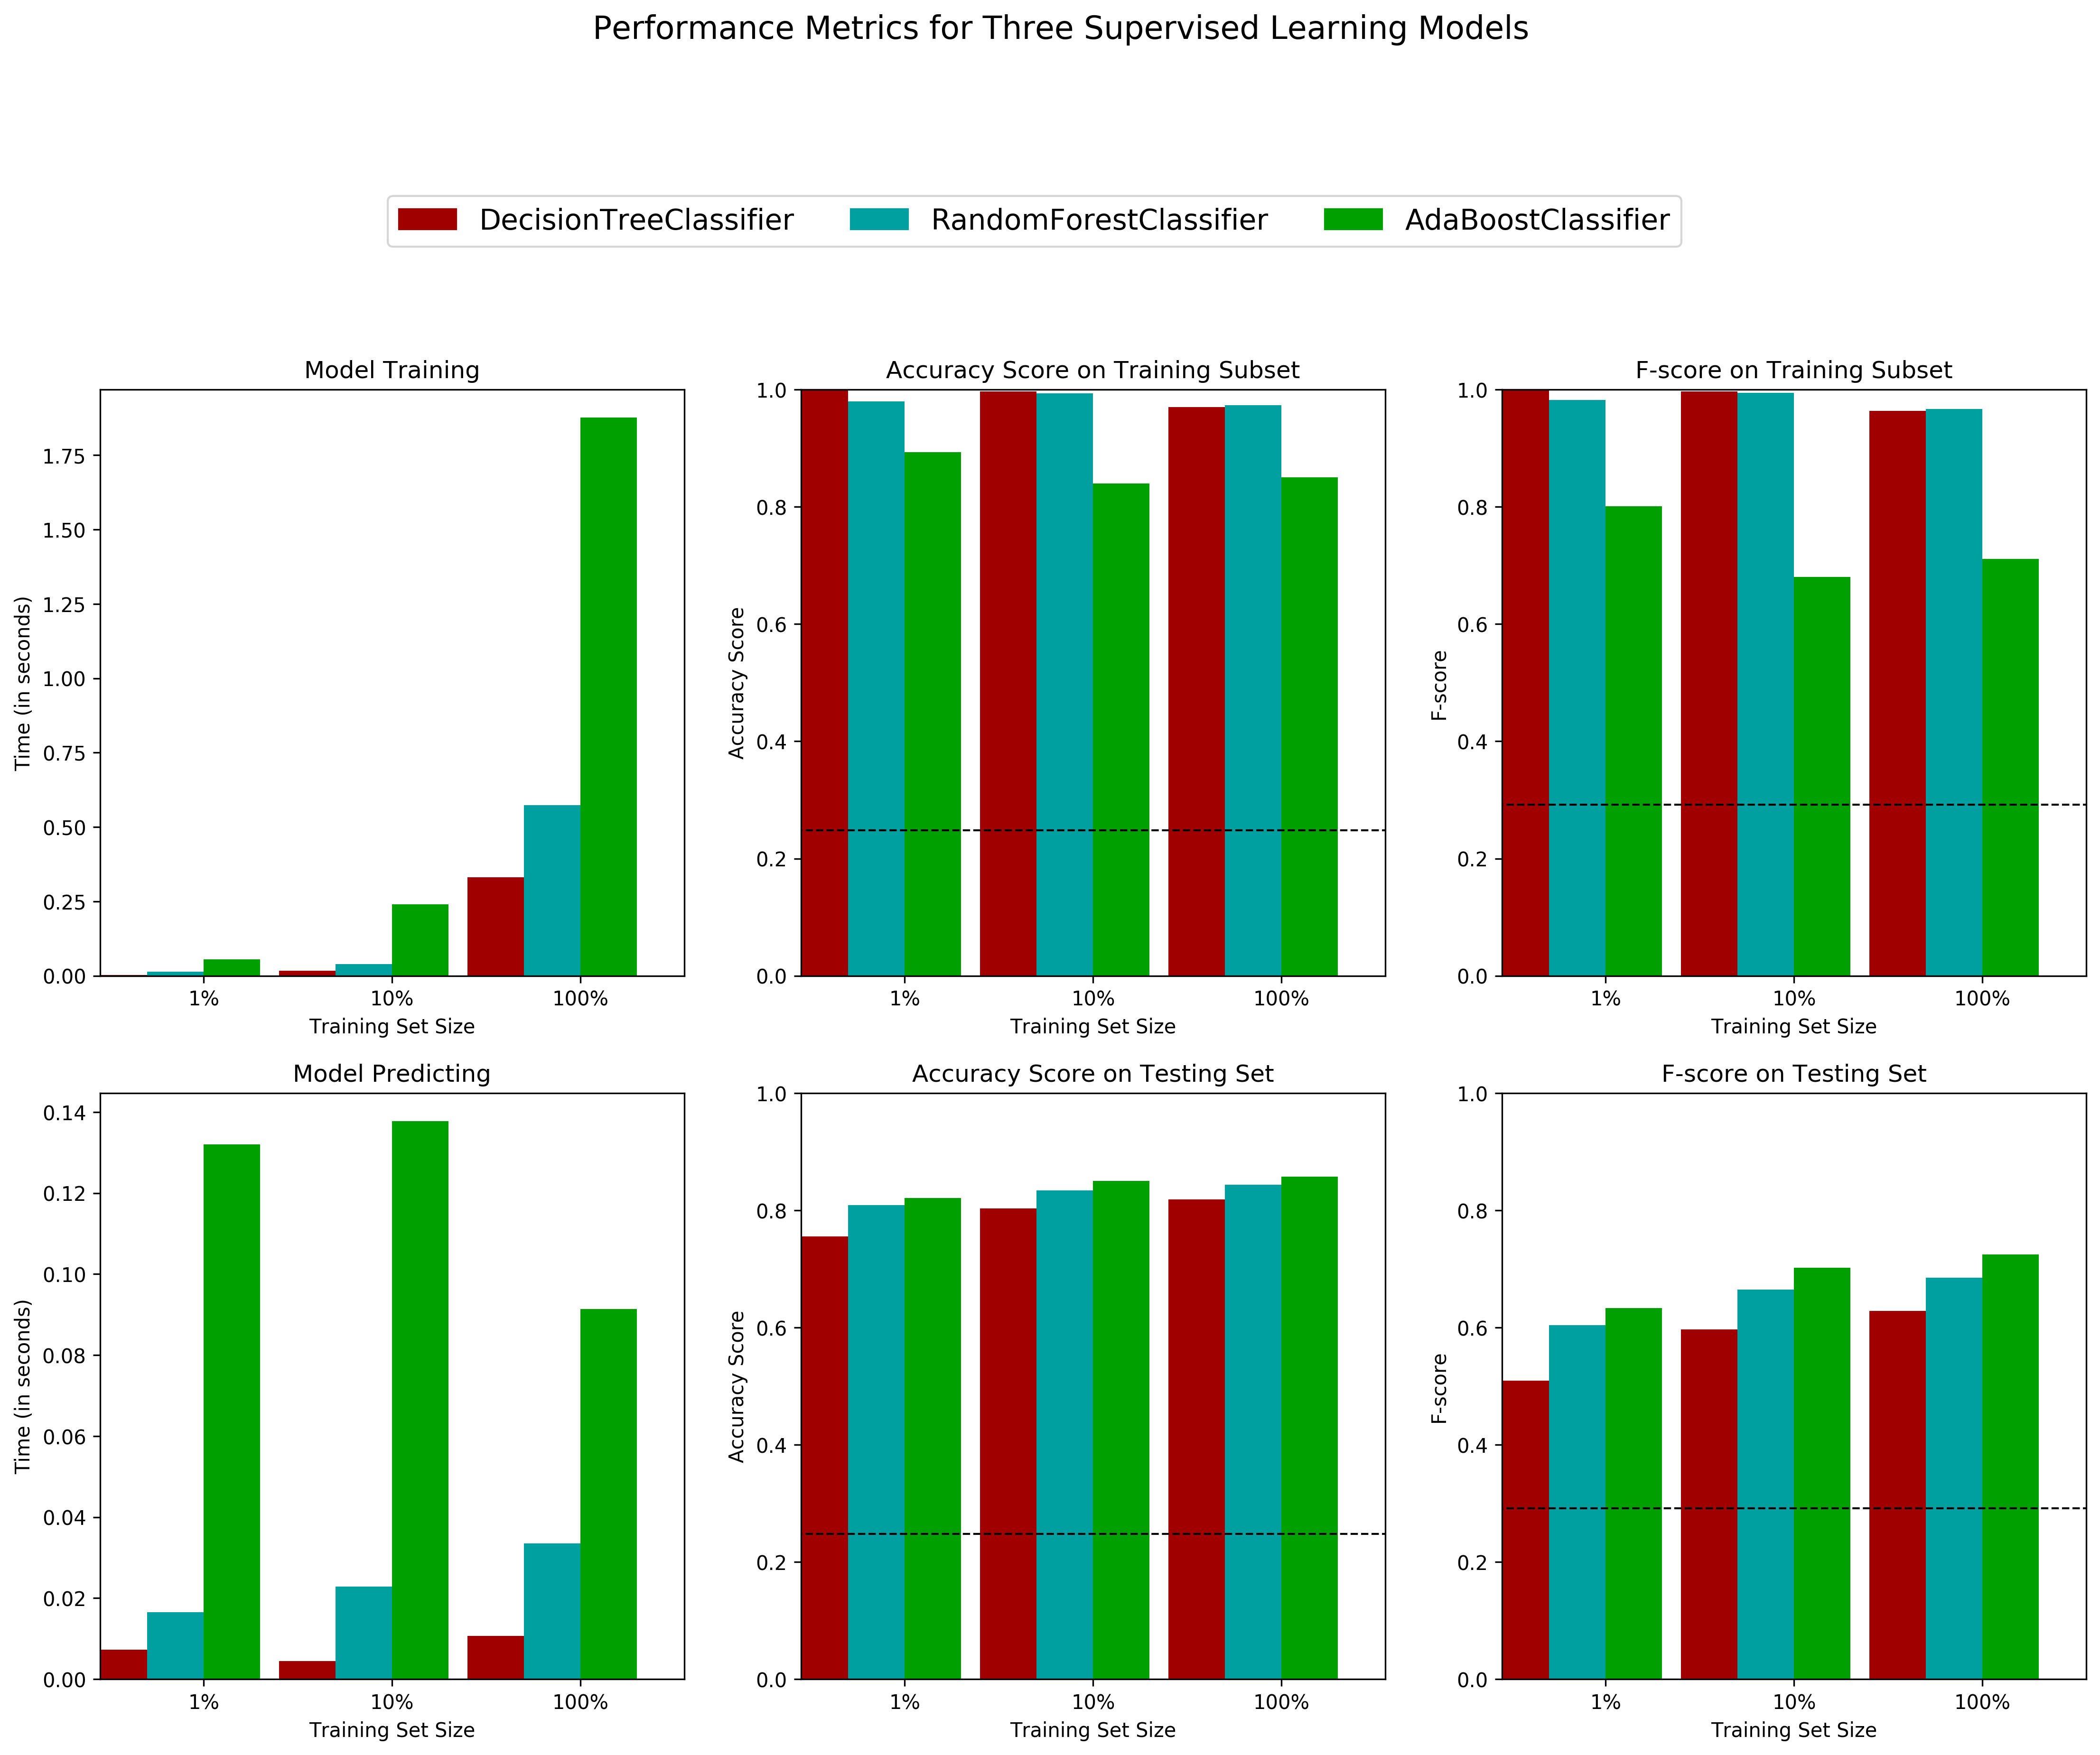 Performance Metrics for Three Supervised Learning Models
DecisionTreeClassifier RandomForestClassifier AdaBoostClassifier
Model Training
Time (in seconds)
1.75
1.50
1.25
1.00
0.75
0.50
0.25
0.00
1% 10% 100%
Training Set Size
Accuracy Score on Training Subset
Accuracy Score
1.0
0.8
0.6
0.4
0.2
0.0
1% 10% 100%
Training Set Size
F-score on Training Subset
F-score
1.0
0.8
0.6
0.4
0.2
0.0
1% 10% 100%
Training Set Size
Model Predicting
Time (in seconds)
0.14
0.12
0.10
0.08
0.06
0.04
0.02
0.00
1% 10% 100%
Training Set Size
Accuracy Score on Testing Set
Accuracy Score
1.0
0.8
0.6
0.4
0.2
0.0
1% 10% 100%
Training Set Size
F-score on Testing Set
F-score
1.0
0.8
0.6
0.4
0.2
0.0
1% 10% 100%
Training Set Size